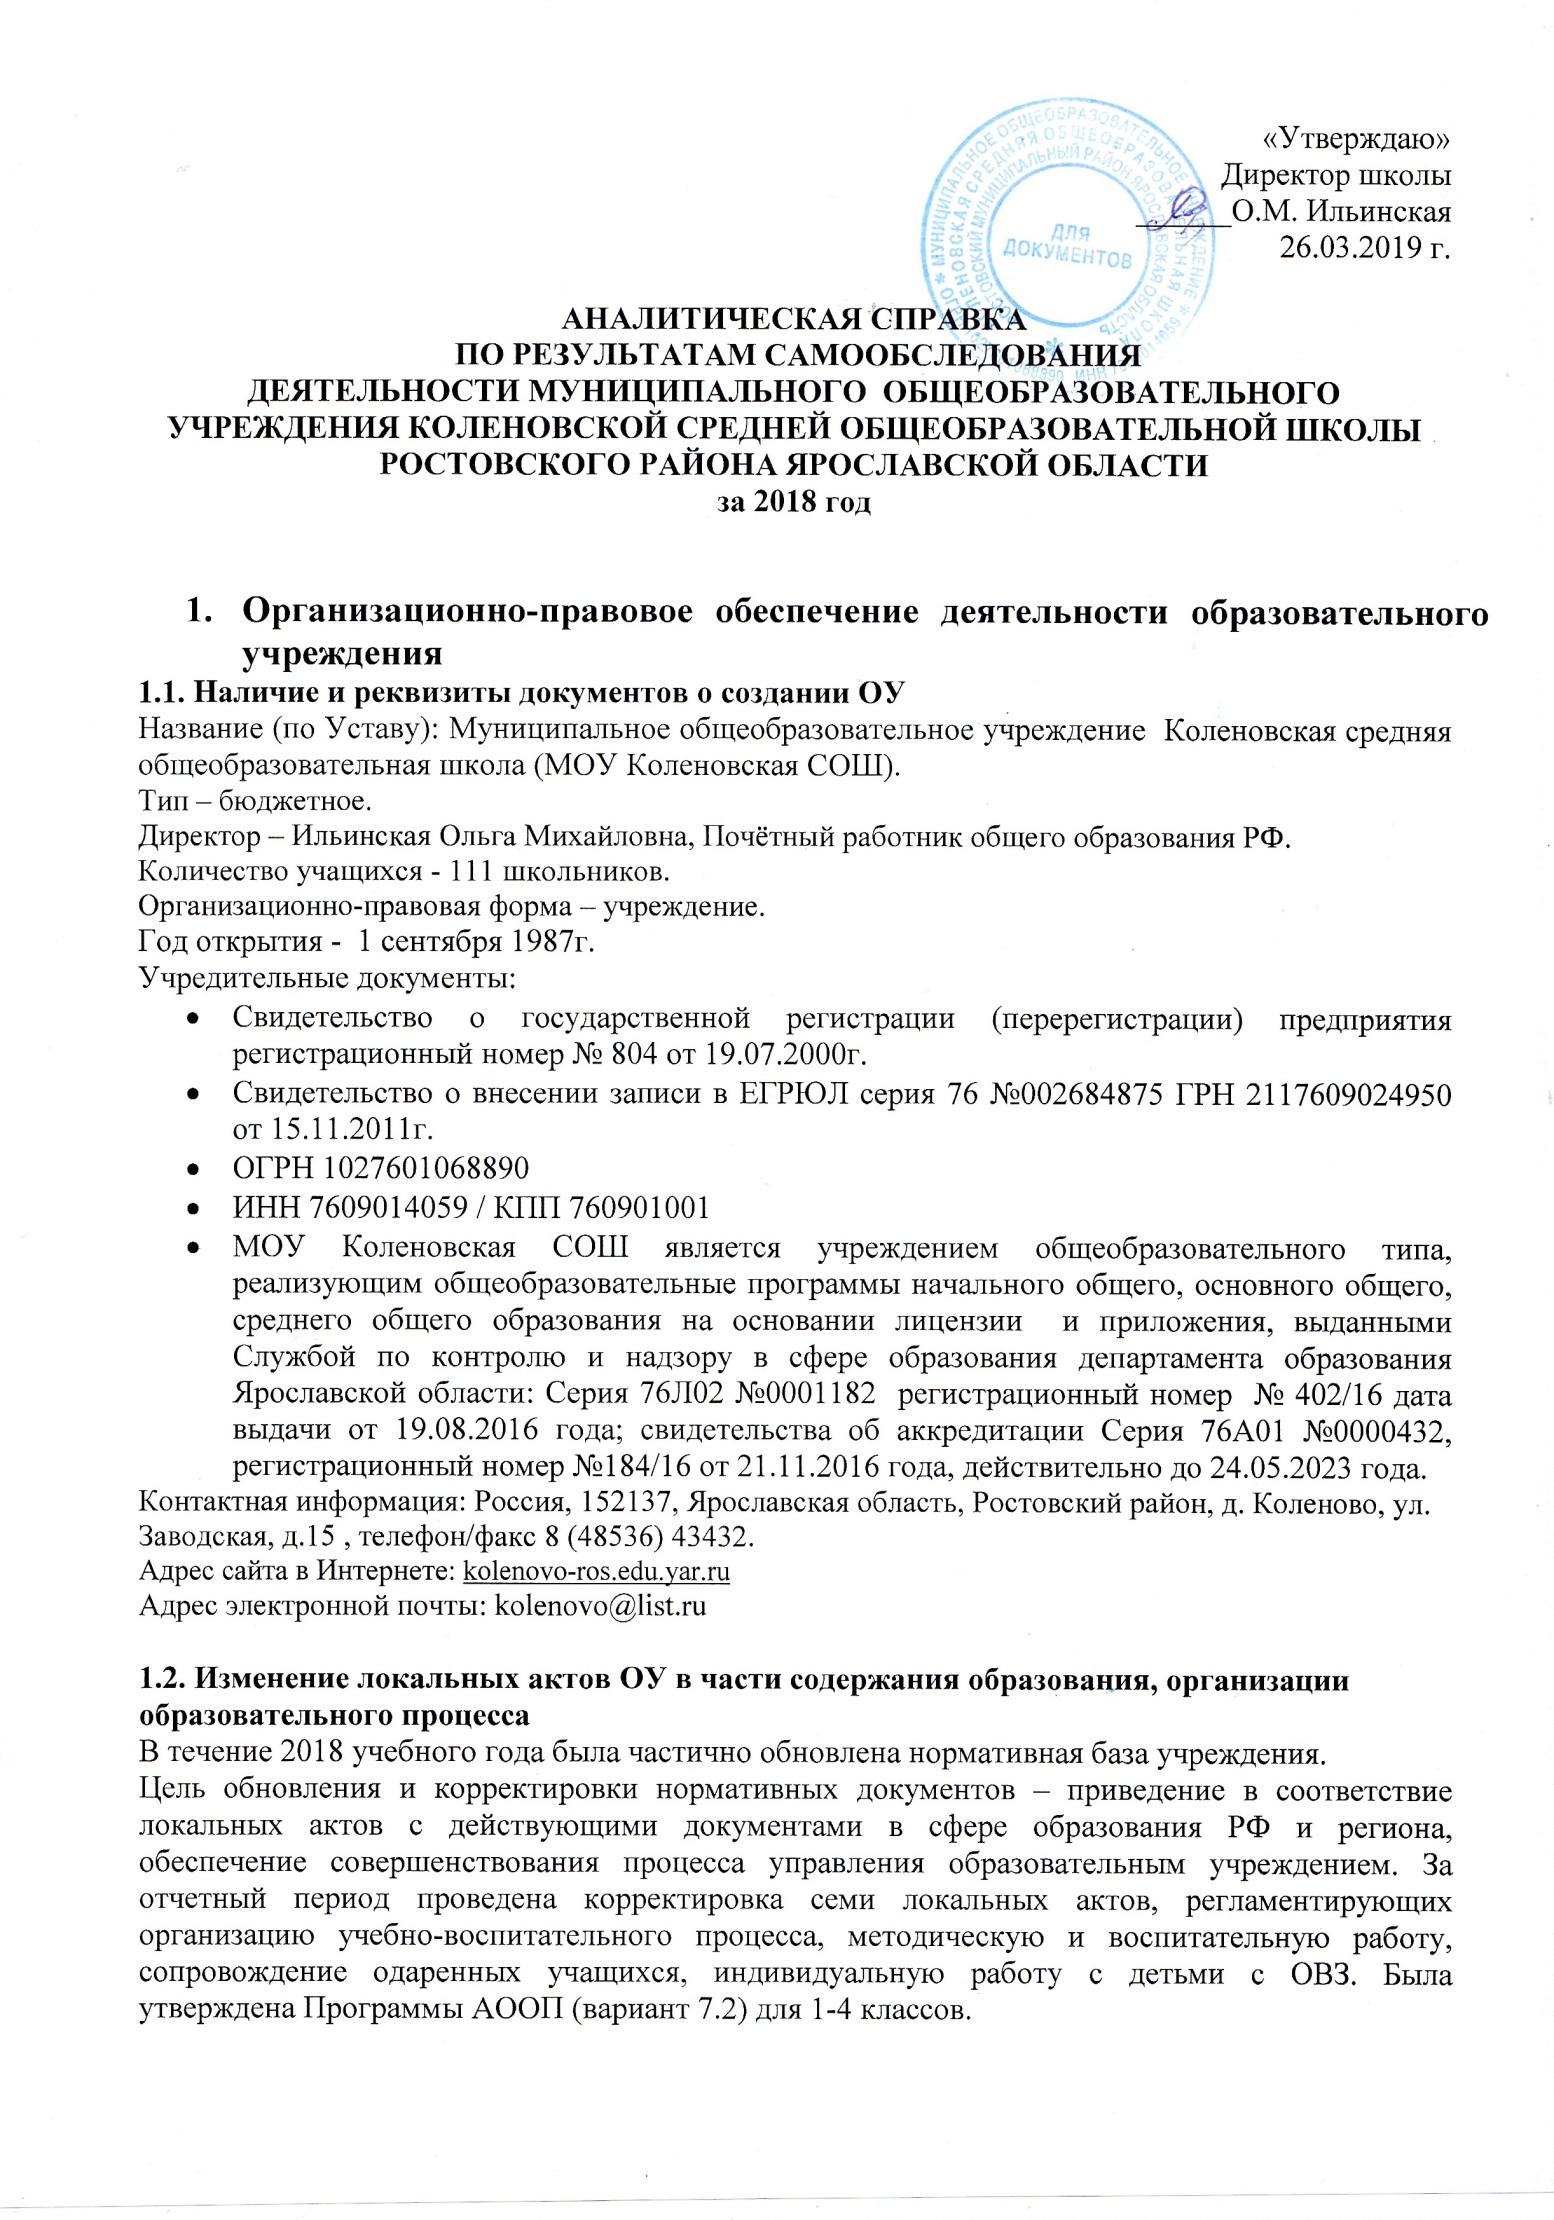 «Утверждаю»
Директор школы
______О.М. Ильинская
26.03.2019 г.
ДЛЯ
ДОКУМЕНТОВ
АНАЛИТИЧЕСКАЯ СПРАВКА
ПО РЕЗУЛЬТАТАМ САМООБСЛЕДОВАНИЯ
ДЕЯТЕЛЬНОСТИ МУНИЦИПАЛЬНОГО ОБЩЕОБРАЗОВАТЕЛЬНОГО
УЧРЕЖДЕНИЯ КОЛЕНОВСКОЙ СРЕДНЕЙ ОБЩЕОБРАЗОВАТЕЛЬНОЙ ШКОЛЫ
РОСТОВСКОГО РАЙОНА ЯРОСЛАВСКОЙ ОБЛАСТИ
за 2018 год
1. Организационно-правовое обеспечение деятельности образовательного
учреждения
1.1. Наличие и реквизиты документов о создании ОУ
Название (по Уставу): Муниципальное общеобразовательное учреждение Коленовская средняя
общеобразовательная школа (МОУ Коленовская СОШ).
Тип – бюджетное.
Директор – Ильинская Ольга Михайловна, Почётный работник общего образования РФ.
Количество учащихся - 111 школьников.
Организационно-правовая форма – учреждение.
Год открытия - 1 сентября 1987г.
Учредительные документы:
• Свидетельство о государственной регистрации (перерегистрации) предприятия
регистрационный номер № 804 от 19.07.2000г.
• Свидетельство о внесении записи в ЕГРЮЛ серия 76 №002684875 ГРН 2117609024950
от 15.11.2011г.
• ОГРН 1027601068890
• ИНН 7609014059 / КПП 760901001
• МОУ Коленовская СОШ является учреждением общеобразовательного типа,
реализующим общеобразовательные программы начального общего, основного общего,
среднего общего образования на основании лицензии и приложения, выданными
Службой по контролю и надзору в сфере образования департамента образования
Ярославской области: Серия 76Л02 №0001182 регистрационный номер № 402/16 дата
выдачи от 19.08.2016 года; свидетельства об аккредитации Серия 76А01 №0000432,
регистрационный номер №184/16 от 21.11.2016 года, действительно до 24.05.2023 года.
Контактная информация: Россия, 152137, Ярославская область, Ростовский район, д. Коленово, ул.
Заводская, д.15 , телефон/факс 8 (48536) 43432.
Адрес сайта в Интернете: kolenovo-ros.edu.yar.ru
Адрес электронной почты: kolenovo@list.ru
1.2. Изменение локальных актов ОУ в части содержания образования, организации
образовательного процесса
В течение 2018 учебного года была частично обновлена нормативная база учреждения.
Цель обновления и корректировки нормативных документов – приведение в соответствие
локальных актов с действующими документами в сфере образования РФ и региона,
обеспечение совершенствования процесса управления образовательным учреждением. За
отчетный период проведена корректировка семи локальных актов, регламентирующих
организацию учебно-воспитательного процесса, методическую и воспитательную работу,
сопровождение одаренных учащихся, индивидуальную работу с детьми с ОВЗ. Была
утверждена Программы АООП (вариант 7.2) для 1-4 классов.